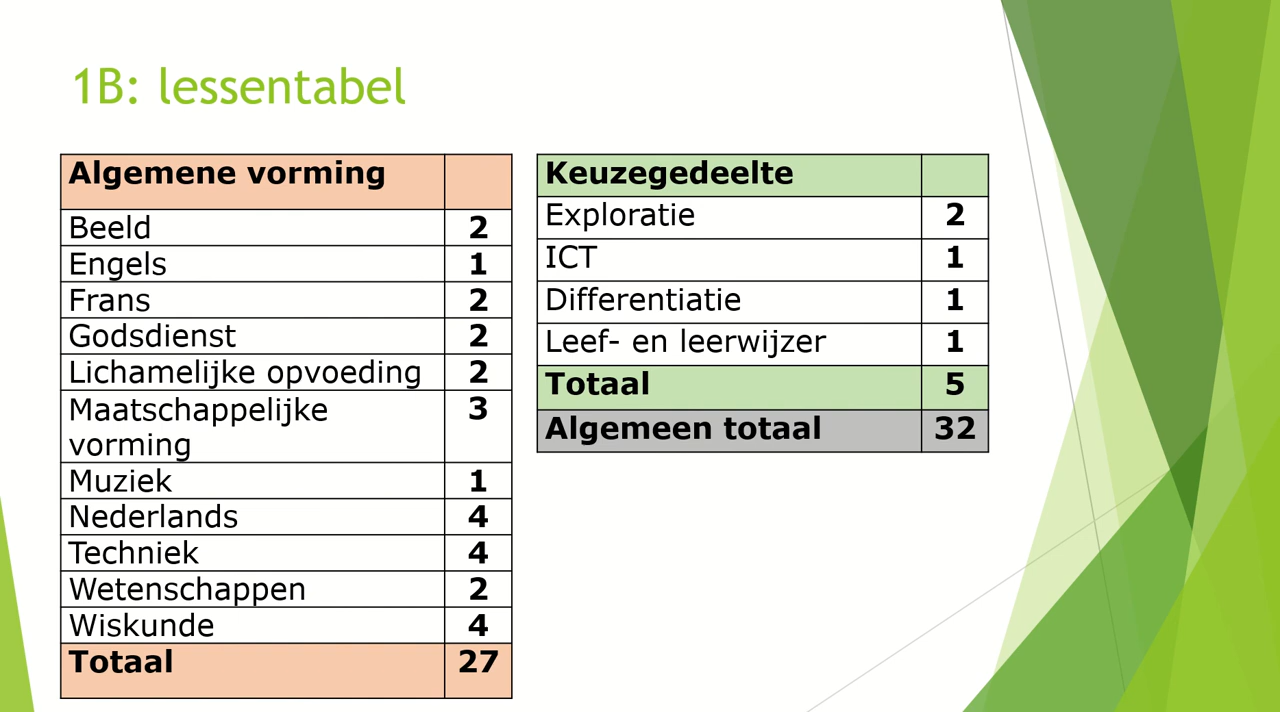 1B: lessentabel
Algemene vorming
Beeld 2
Engels 1
Frans 2
Godsdienst 2
Lichamelijke opvoeding 2
Maatschappelijke 3
vorming
Muziek 1
Nederlands 4
Techniek 4
Wetenschappen 2
Wiskunde 4
Totaal 27
Keuzegedeelte
Exploratie 2
ICT 1
Differentiatie 1
Leef- en leerwijzer 1
Totaal 5
Algemeen totaal 32